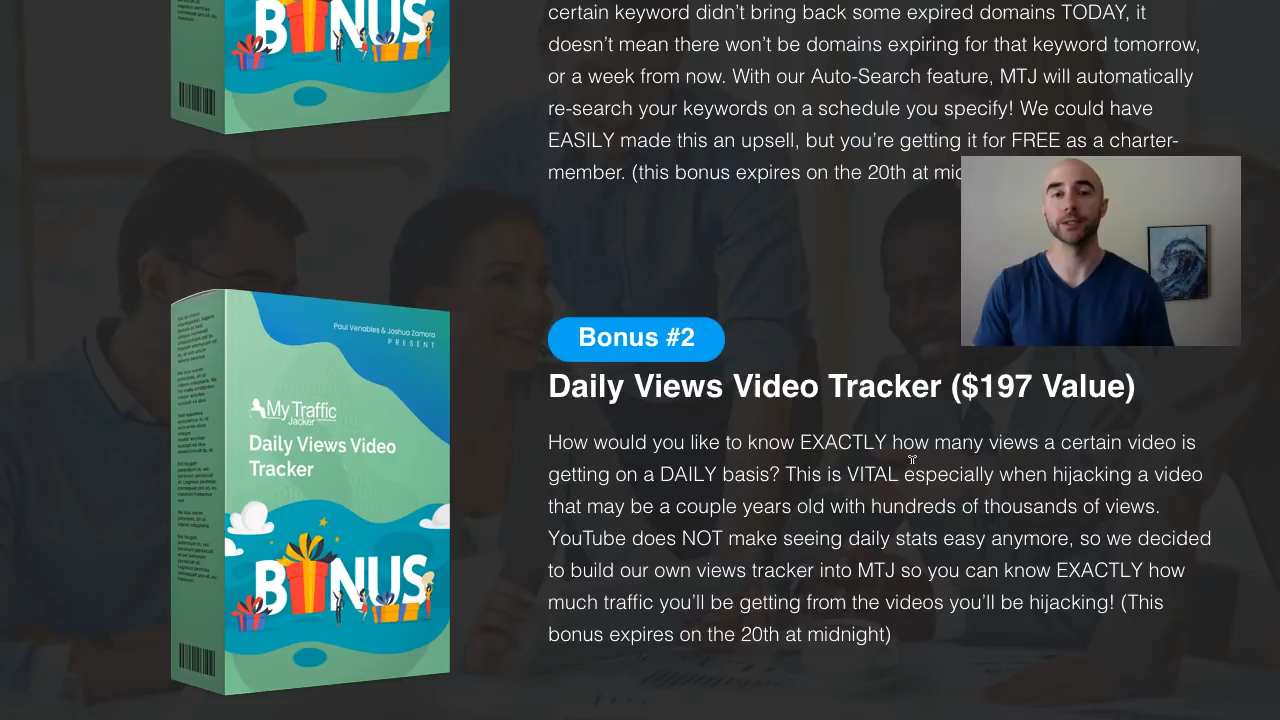 BONUS
certain keyword didn't bring back some expired domains TODAY, it
doesn't mean there won't be domains expiring for that keyword tomorrow,
or a week from now. With our Auto-Search feature, MTJ will automatically
re-search your keywords on a schedule you specify! We could have
EASILY made this an upsell, but you're getting it for FREE as a charter-
member. (this bonus expires on the 20th at
Paul Venables & Joshua Zamora
PRESENT
My Traffic
Jacker
Daily Views Video
Tracker
BONUS
Bonus #2
Daily Views Video Tracker ($197 Value)
How would you like to know EXACTLY how many views a certain video is
getting on a DAILY basis? This is VITAL especially when hijacking a video
that may be a couple years old with hundreds of thousands of views.
YouTube does NOT make seeing daily stats easy anymore, so we decided
to build our own views tracker into MTJ so you can know EXACTLY how
much traffic you'll be getting from the videos you'll be hijacking! (This
bonus expires on the 20th at midnight)